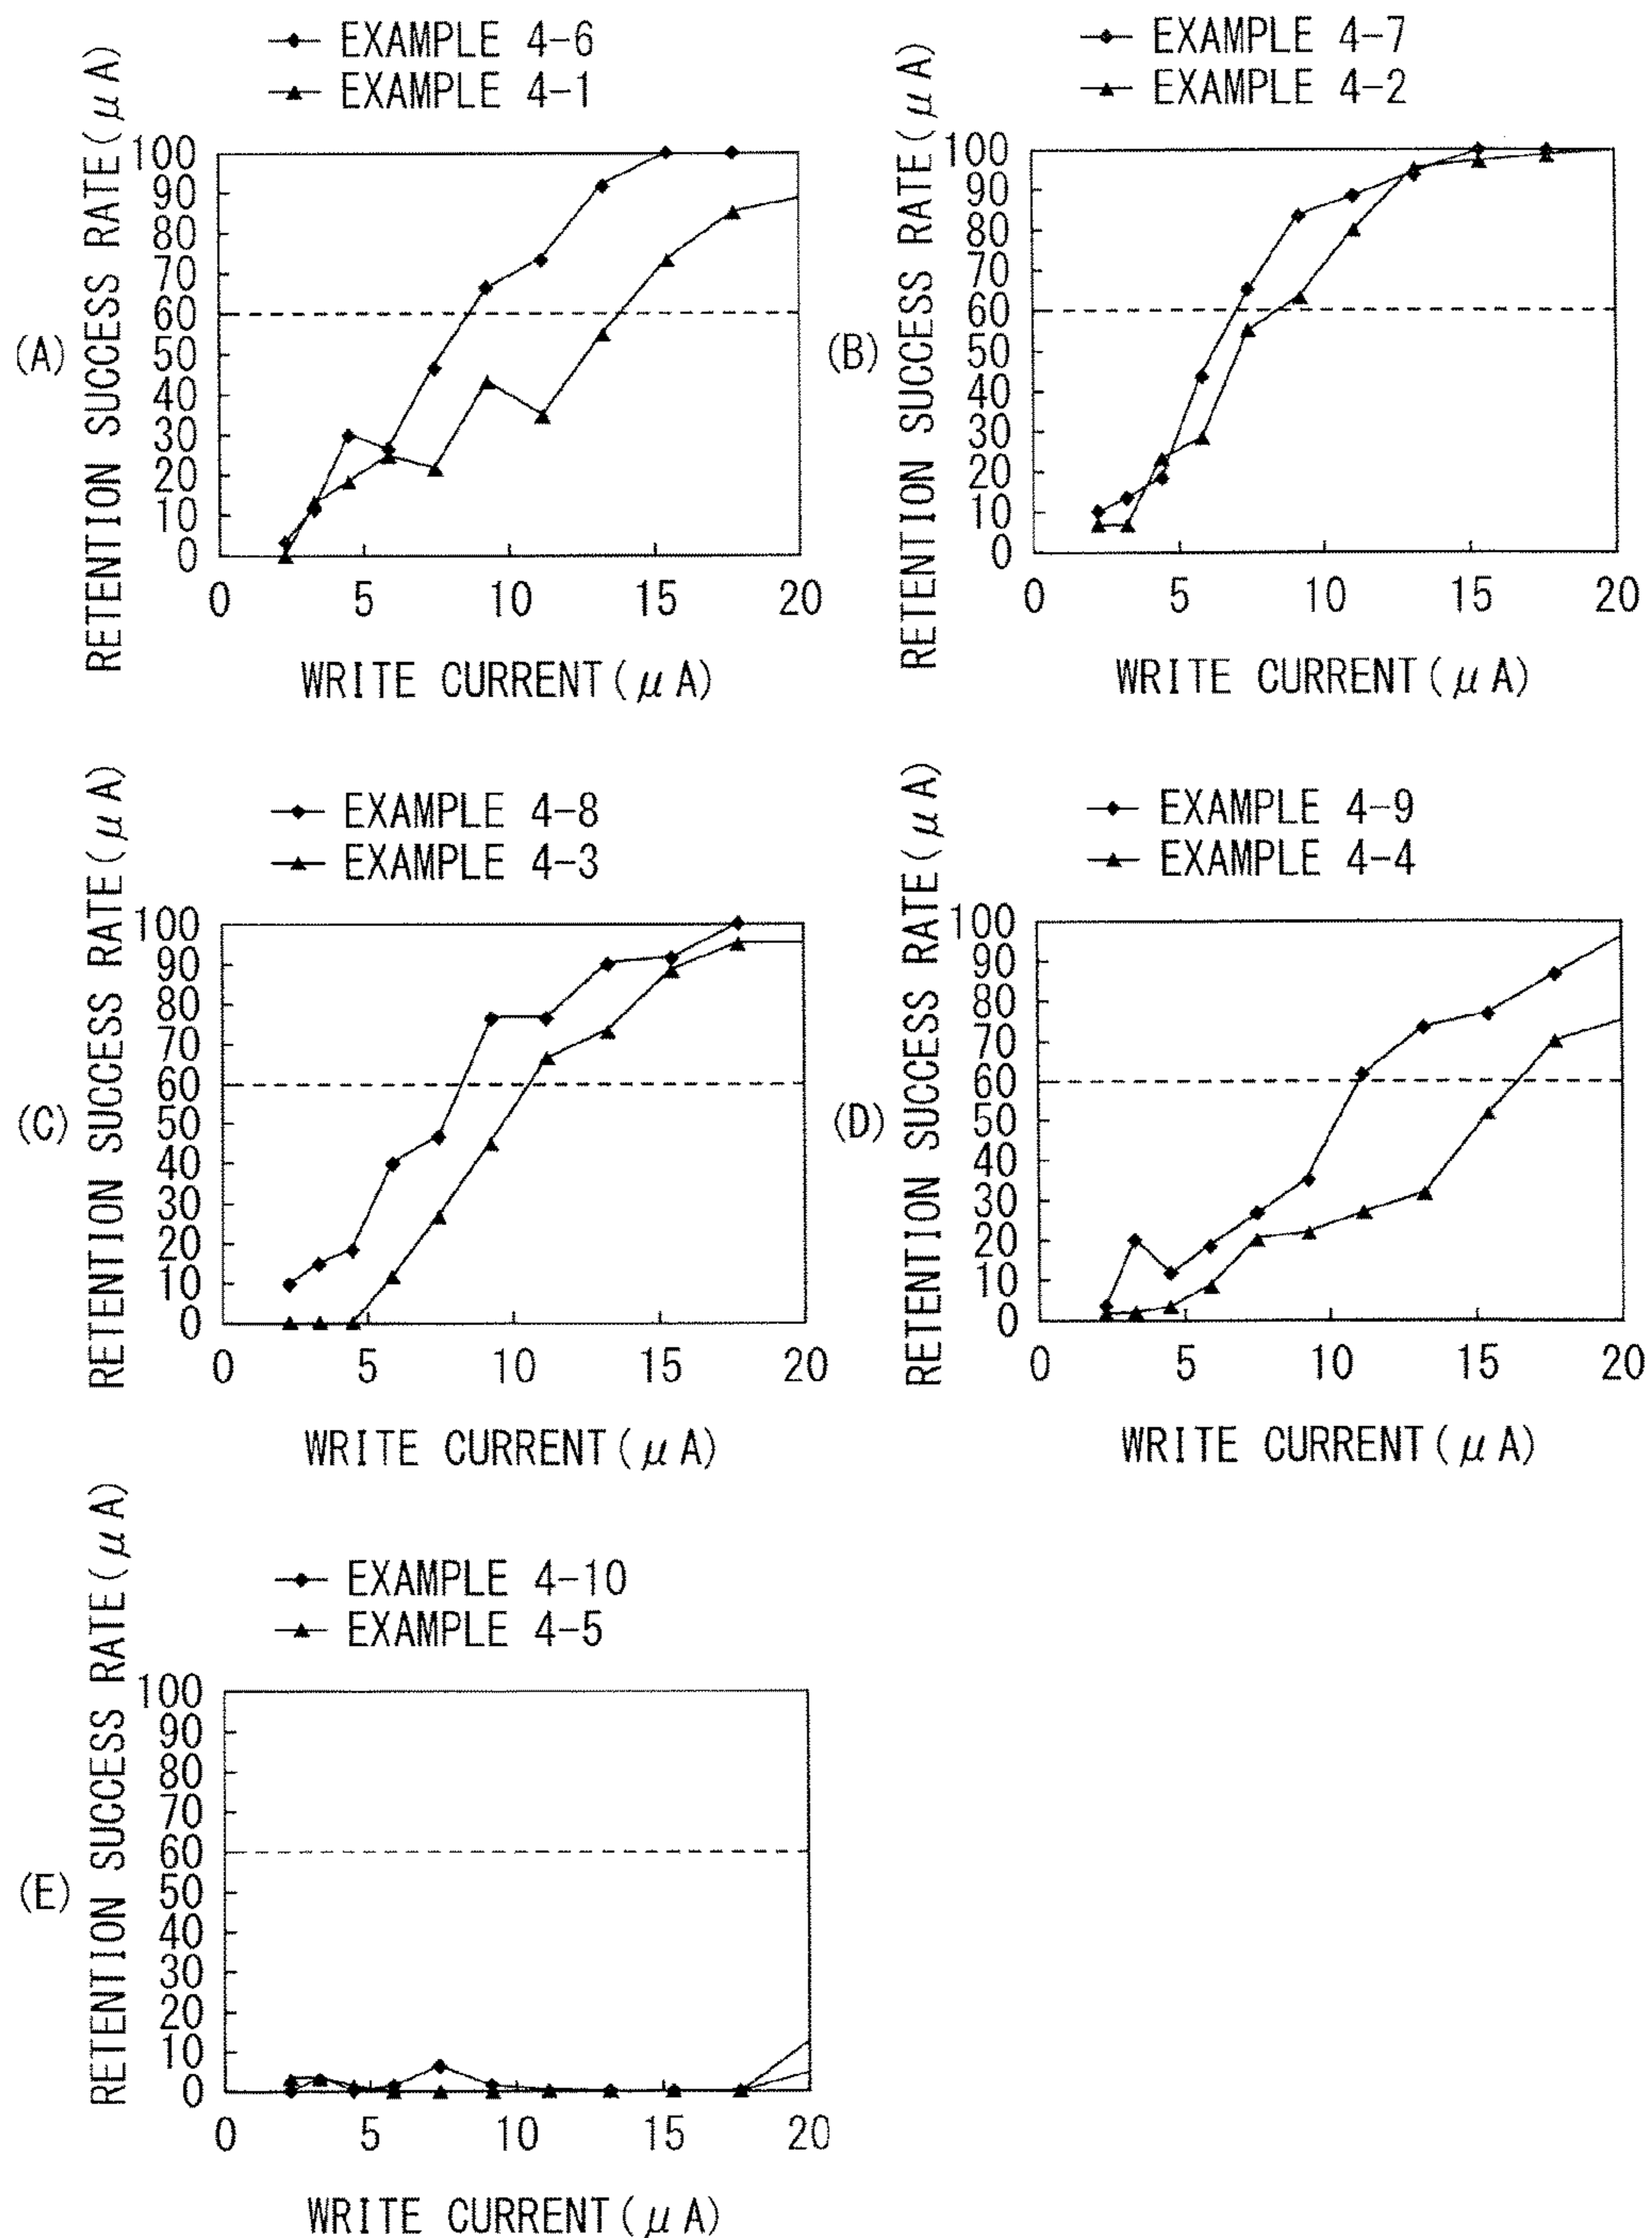 EXAMPLE 4-6
EXAMPLE 4-1
(A)
RETENTION SUCCESS RATE(μA)
100
90
80
70
60
50
40
30
20
10
0
0 5 10 15 20
WRITE CURRENT(μA)
EXAMPLE 4-7
EXAMPLE 4-2
(B)
RETENTION SUCCESS RATE(μA)
100
90
80
70
60
50
40
30
20
10
0
0 5 10 15 20
WRITE CURRENT(μA)
EXAMPLE 4-8
EXAMPLE 4-3
(C)
RETENTION SUCCESS RATE(μA)
100
90
80
70
60
50
40
30
20
10
0
0 5 10 15 20
WRITE CURRENT(μA)
EXAMPLE 4-9
EXAMPLE 4-4
(D)
RETENTION SUCCESS RATE(μA)
100
90
80
70
60
50
40
30
20
10
0
0 5 10 15 20
WRITE CURRENT(μA)
EXAMPLE 4-10
EXAMPLE 4-5
(E)
RETENTION SUCCESS RATE(μA)
100
90
80
70
60
50
40
30
20
10
0
0 5 10 15 20
WRITE CURRENT(μA)